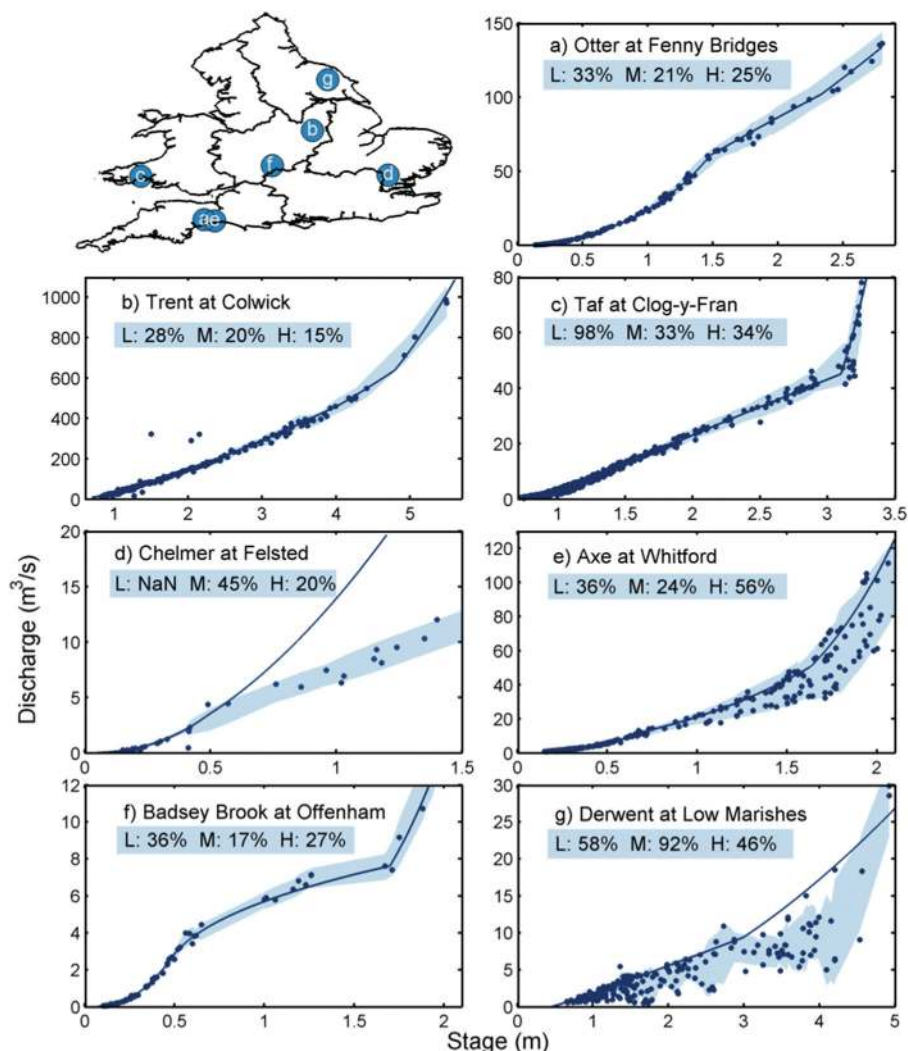 g
b
f
c
d
a e
a) Otter at Fenny Bridges
L: 33% M: 21% H: 25%
150
100
50
0
0.5 1 1.5 2 2.5
b) Trent at Colwick
L: 28% M: 20% H: 15%
1000
800
600
400
200
0
1 2 3 4 5
c) Taf at Clog-y-Fran
L: 98% M: 33% H: 34%
80
60
40
20
0
1 1.5 2 2.5 3 3.5
d) Chelmer at Felsted
L: NaN M: 45% H: 20%
20
15
10
5
0
0 0.5 1 1.5
e) Axe at Whitford
L: 36% M: 24% H: 56%
120
100
80
60
40
20
0
0 0.5 1 1.5 2
f) Badsey Brook at Offenham
L: 36% M: 17% H: 27%
12
10
8
6
4
2
0
0 0.5 1 1.5 2
g) Derwent at Low Marishes
L: 58% M: 92% H: 46%
30
25
20
15
10
5
0
0 1 2 3 4 5
Discharge (m³/s)
Stage (m)